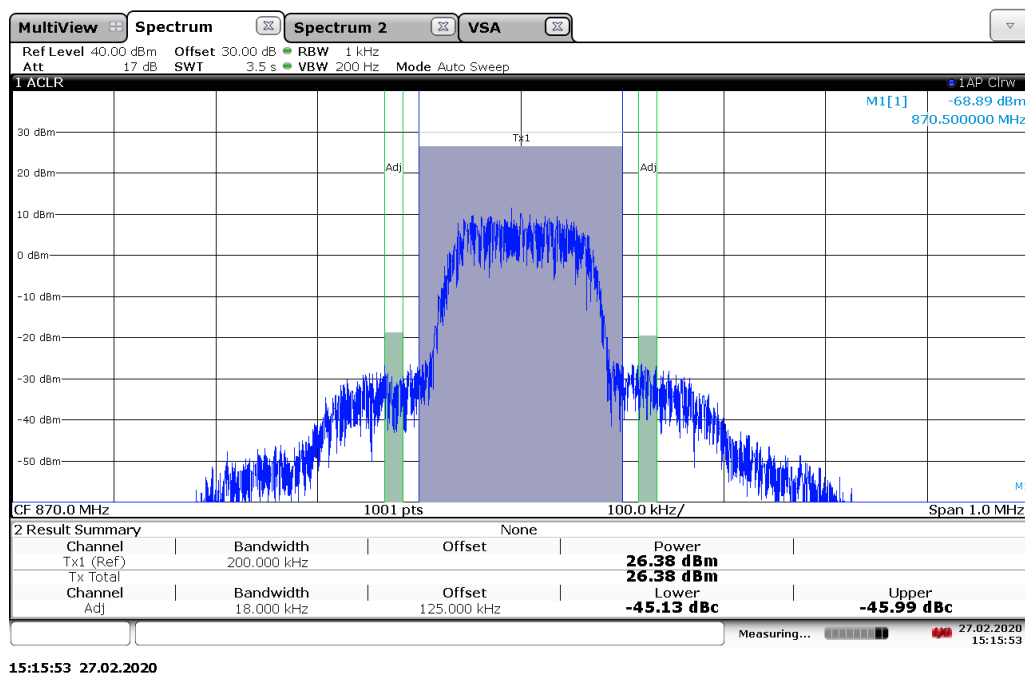 MultiView Spectrum Spectrum 2 VSA
Ref Level 40.00 dBm Offset 30.00 dB RBW 1 kHz
Att 17 dB SWT 3.5 s VBW 200 Hz Mode Auto Sweep
1 ACLR 1AP Clrw
M1[1] -68.89 dBm
870.500000 MHz
30 dBm
Tx1
Adj Adj
20 dBm
10 dBm
0 dBm
-10 dBm
-20 dBm
-30 dBm
-40 dBm
-50 dBm
CF 870.0 MHz 1001 pts 100.0 kHz/ Span 1.0 MHz
2 Result Summary None
Channel Bandwidth Offset Power
Tx1 (Ref) 200.000 kHz 26.38 dBm
Tx Total 26.38 dBm
Channel Bandwidth Offset Lower Upper
Adj 18.000 kHz 125.000 kHz -45.13 dBc -45.99 dBc
Measuring... 27.02.2020
15:15:53
15:15:53 27.02.2020